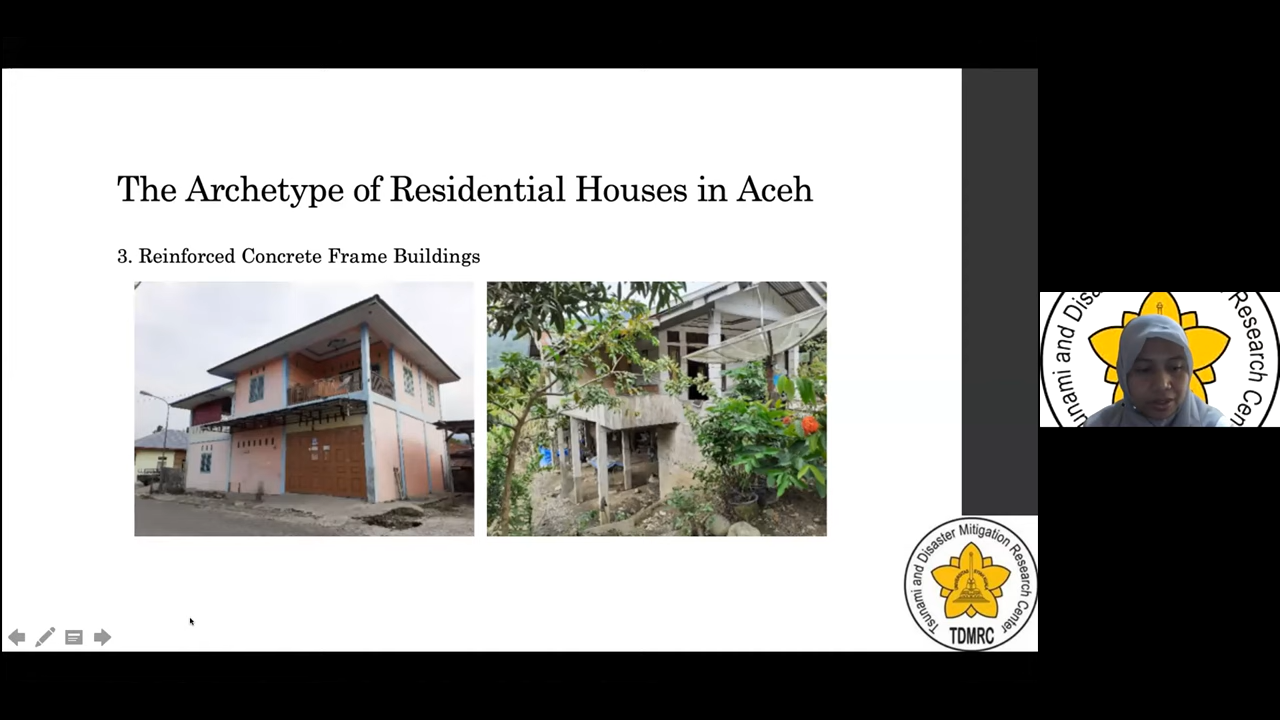 The Archetype of Residential Houses in Aceh
3. Reinforced Concrete Frame Buildings
Tsunami and Disaster Mitigation Research Center
TDMRC